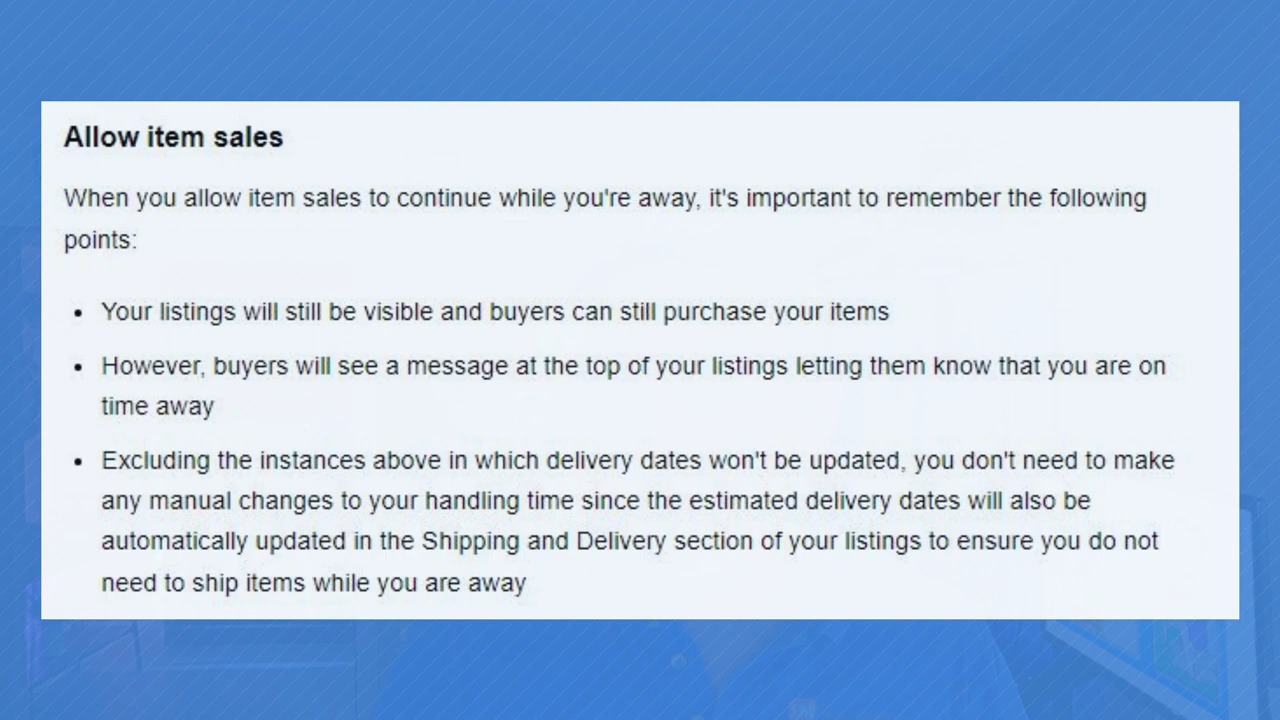 Allow item sales
When you allow item sales to continue while you're away, it's important to remember the following
points:
• Your listings will still be visible and buyers can still purchase your items
• However, buyers will see a message at the top of your listings letting them know that you are on
time away
• Excluding the instances above in which delivery dates won't be updated, you don't need to make
any manual changes to your handling time since the estimated delivery dates will also be
automatically updated in the Shipping and Delivery section of your listings to ensure you do not
need to ship items while you are away